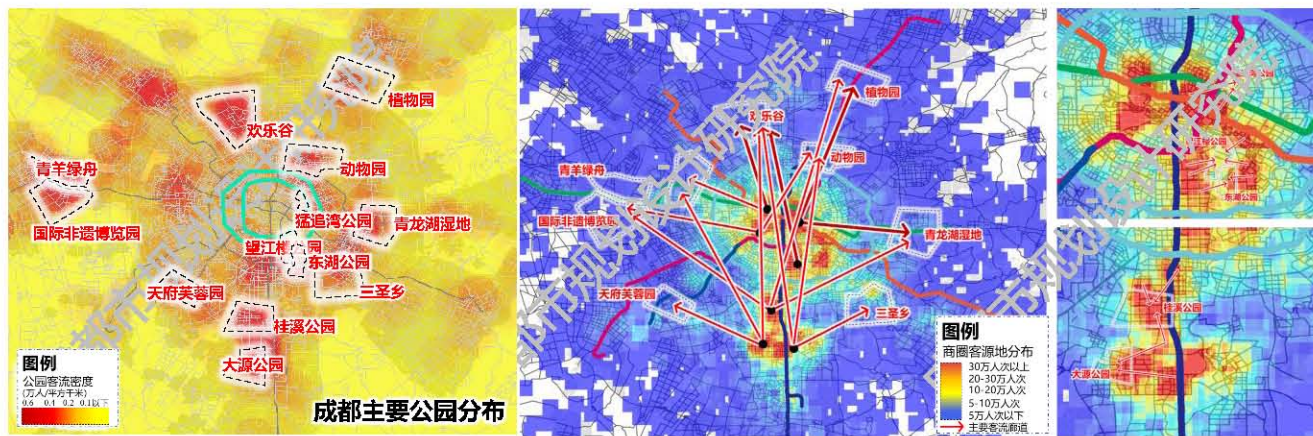 植物园
欢乐谷
动物园
青羊绿舟
猛追湾公园
青龙湖湿地
国际非遗博览园
东湖公园
天府芙蓉园
三圣乡
桂溪公园
大源公园
图例
公园客流密度
(万人/平方千米)
0.6 0.4 0.2 0.1以下
成都主要公园分布
植物园
欢乐谷
动物园
青羊绿舟
国际非遗博览园
青龙湖湿地
天府芙蓉园
三圣乡
图例
商圈客源地分布
30万人次以上
20-30万人次
10-20万人次
5-10万人次
5万人次以下
主要客流廊道
东湖公园
桂溪公园
大源公园